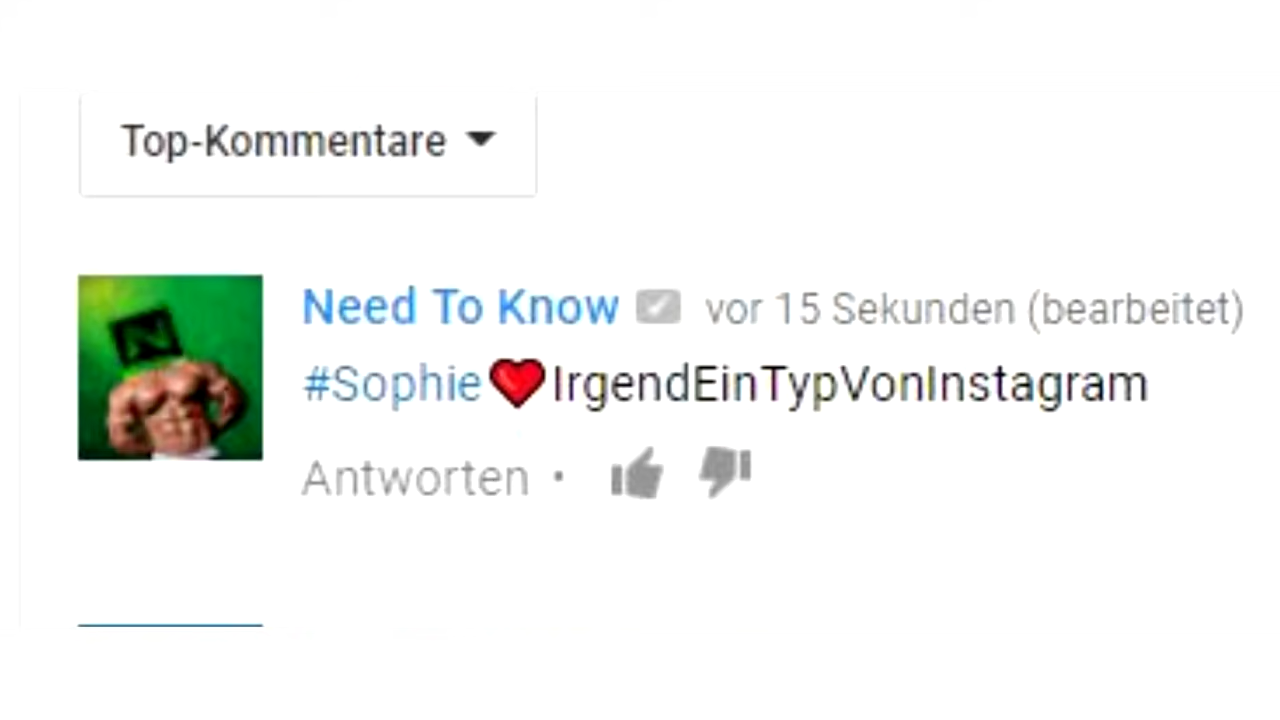 Top-Kommentare
Need To Know vor 15 Sekunden (bearbeitet)
#Sophie❤IrgendEinTypVonInstagram
Antworten •